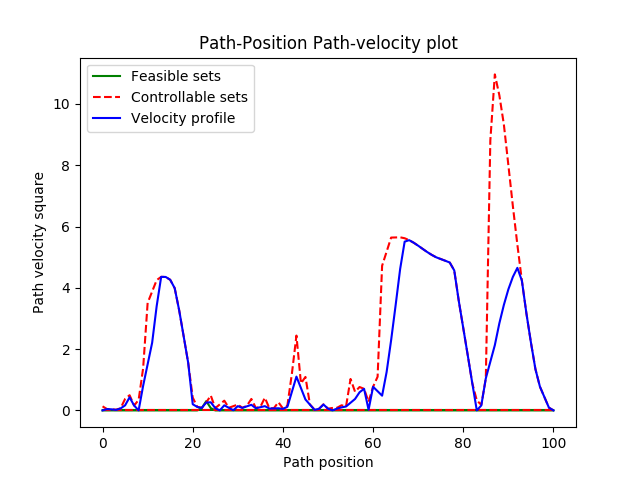 Path-Position Path-velocity plot
Feasible sets
Controllable sets
Velocity profile
Path velocity square
10
8
6
4
2
0
0 20 40 60 80 100
Path position